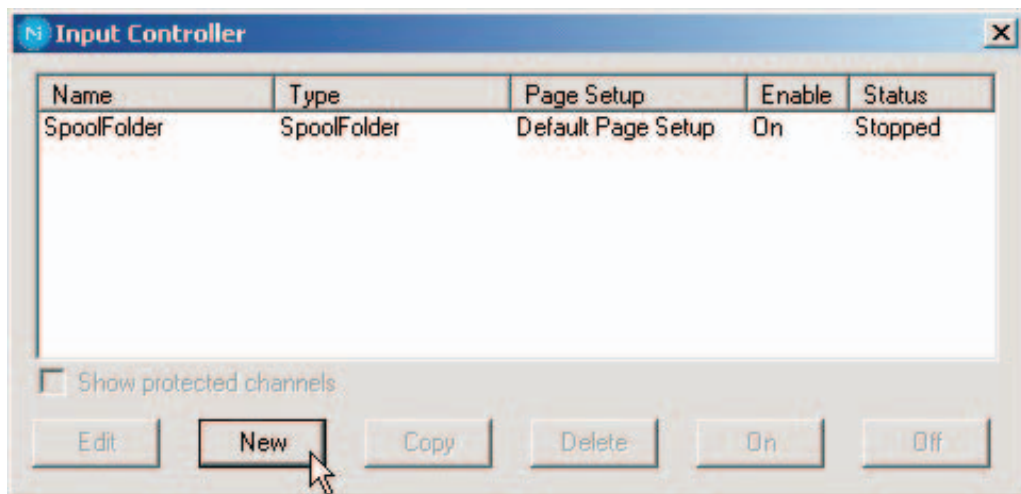 Input Controller
Name Type Page Setup Enable Status
SpoolFolder SpoolFolder Default Page Setup On Stopped
Show protected channels
Edit New Copy Delete On Off